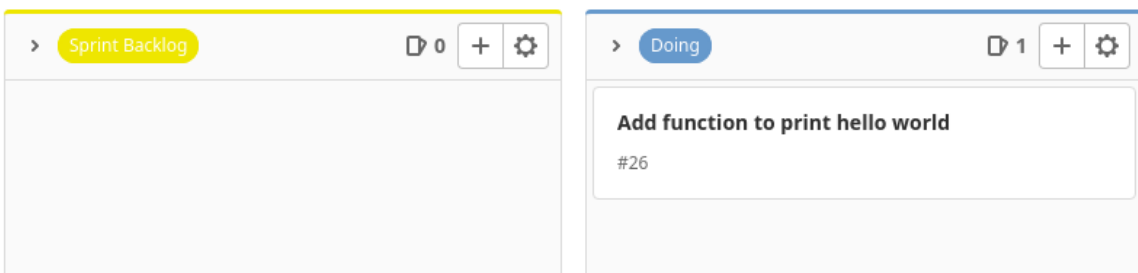 Sprint Backlog
0
Doing
1
Add function to print hello world
#26